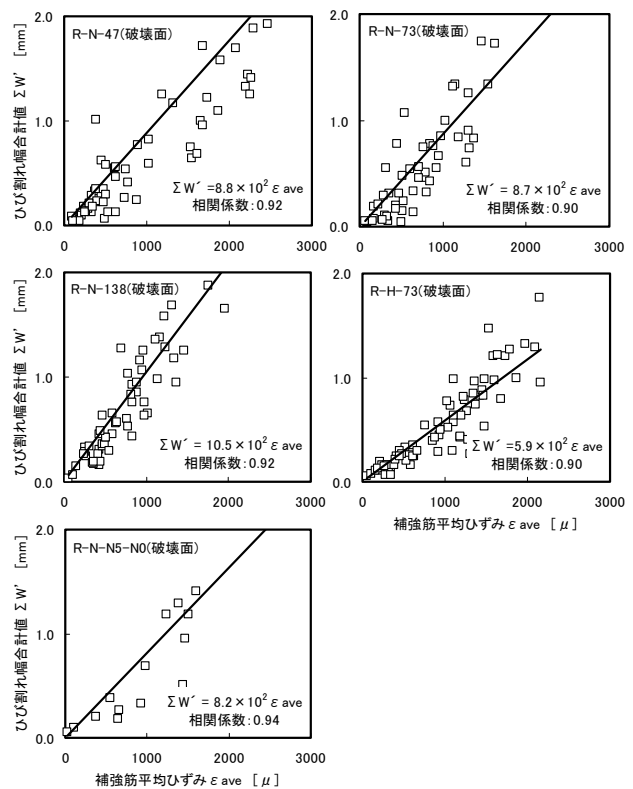 R-N-47(破壊面)
2.0
1.0
0.0
ひび割れ幅合計値 ΣW' [mm]
ΣW´ =8.8×10² ε ave
相関係数:0.92
0 1000 2000 3000
R-N-73(破壊面)
2.0
1.0
0.0
ΣW´ =8.7×10² ε ave
相関係数:0.90
0 1000 2000 3000
R-N-138(破壊面)
2.0
1.0
0.0
ひび割れ幅合計値 ΣW' [mm]
ΣW´ = 10.5×10² ε ave
相関係数:0.92
0 1000 2000 3000
R-H-73(破壊面)
2.0
1.0
0.0
ΣW´ =5.9×10² ε ave
相関係数:0.90
0 1000 2000 3000
補強筋平均ひずみ ε ave [μ]
R-N-N5-N0(破壊面)
2.0
1.0
0.0
ひび割れ幅合計値 ΣW' [mm]
ΣW´ = 8.2×10² ε ave
相関係数:0.94
0 1000 2000 3000
補強筋平均ひずみ ε ave [μ]